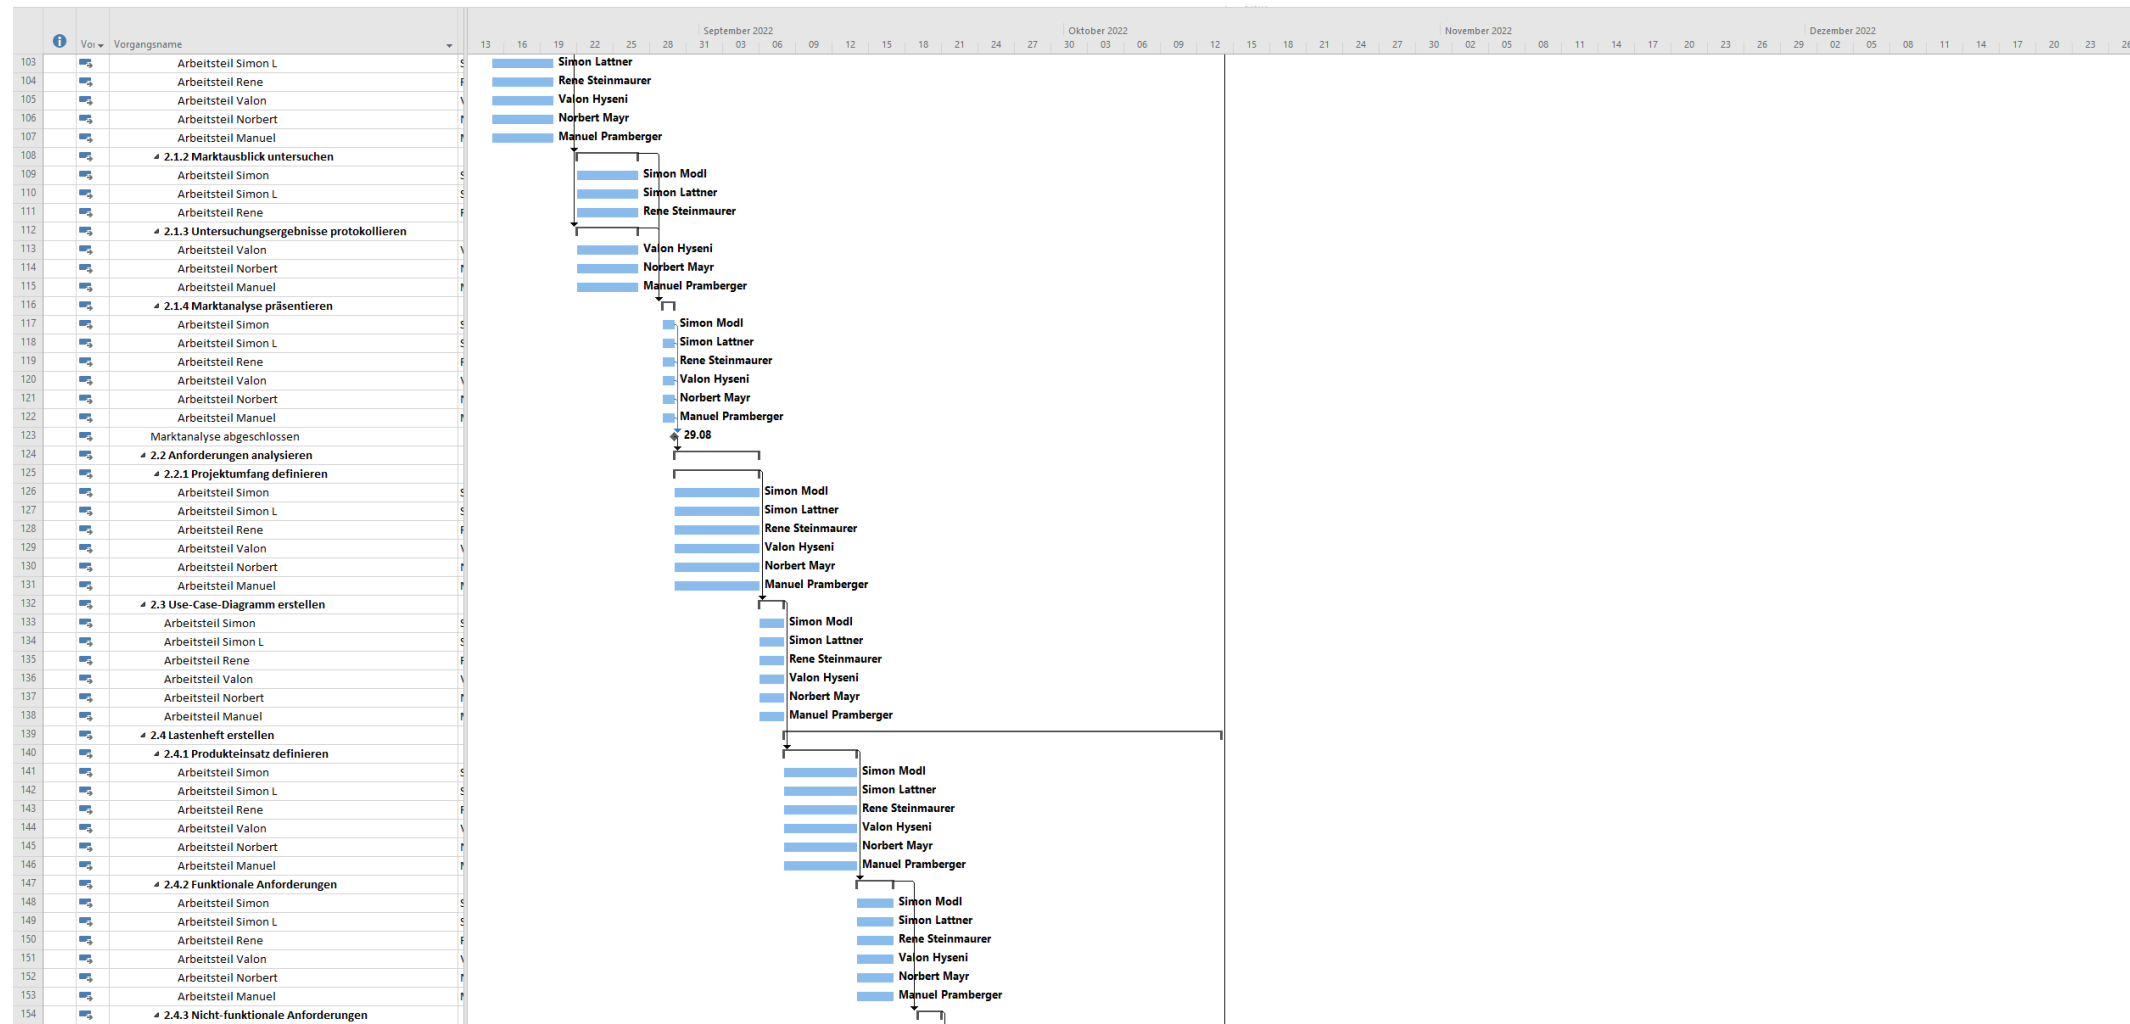 September 2022 Oktober 2022 November 2022 Dezember 2022
Vorgangsname 13 16 19 22 25 28 31 03 06 09 12 15 18 21 24 27 30 03 06 09 12 15 18 21 24 27 30 02 05 08 11 14 17 20 23 26 29 02 05 08 11 14 17 20 23 26
103 Arbeitsteil Simon L Simon Lattner
104 Arbeitsteil Rene Rene Steinmaurer
105 Arbeitsteil Valon Valon Hyseni
106 Arbeitsteil Norbert Norbert Mayr
107 Arbeitsteil Manuel Manuel Pramberger
108 2.1.2 Marktausblick untersuchen
109 Arbeitsteil Simon Simon Modl
110 Arbeitsteil Simon L Simon Lattner
111 Arbeitsteil Rene Rene Steinmaurer
112 2.1.3 Untersuchungsergebnisse protokollieren
113 Arbeitsteil Valon Valon Hyseni
114 Arbeitsteil Norbert Norbert Mayr
115 Arbeitsteil Manuel Manuel Pramberger
116 2.1.4 Marktanalyse präsentieren
117 Arbeitsteil Simon Simon Modl
118 Arbeitsteil Simon L Simon Lattner
119 Arbeitsteil Rene Rene Steinmaurer
120 Arbeitsteil Valon Valon Hyseni
121 Arbeitsteil Norbert Norbert Mayr
122 Arbeitsteil Manuel Manuel Pramberger
123 Marktanalyse abgeschlossen 29.08
124 2.2 Anforderungen analysieren
125 2.2.1 Projektumfang definieren
126 Arbeitsteil Simon Simon Modl
127 Arbeitsteil Simon L Simon Lattner
128 Arbeitsteil Rene Rene Steinmaurer
129 Arbeitsteil Valon Valon Hyseni
130 Arbeitsteil Norbert Norbert Mayr
131 Arbeitsteil Manuel Manuel Pramberger
132 2.3 Use-Case-Diagramm erstellen
133 Arbeitsteil Simon Simon Modl
134 Arbeitsteil Simon L Simon Lattner
135 Arbeitsteil Rene Rene Steinmaurer
136 Arbeitsteil Valon Valon Hyseni
137 Arbeitsteil Norbert Norbert Mayr
138 Arbeitsteil Manuel Manuel Pramberger
139 2.4 Lastenheft erstellen
140 2.4.1 Produkteinsatz definieren
141 Arbeitsteil Simon Simon Modl
142 Arbeitsteil Simon L Simon Lattner
143 Arbeitsteil Rene Rene Steinmaurer
144 Arbeitsteil Valon Valon Hyseni
145 Arbeitsteil Norbert Norbert Mayr
146 Arbeitsteil Manuel Manuel Pramberger
147 2.4.2 Funktionale Anforderungen
148 Arbeitsteil Simon Simon Modl
149 Arbeitsteil Simon L Simon Lattner
150 Arbeitsteil Rene Rene Steinmaurer
151 Arbeitsteil Valon Valon Hyseni
152 Arbeitsteil Norbert Norbert Mayr
153 Arbeitsteil Manuel Manuel Pramberger
154 2.4.3 Nicht-funktionale Anforderungen